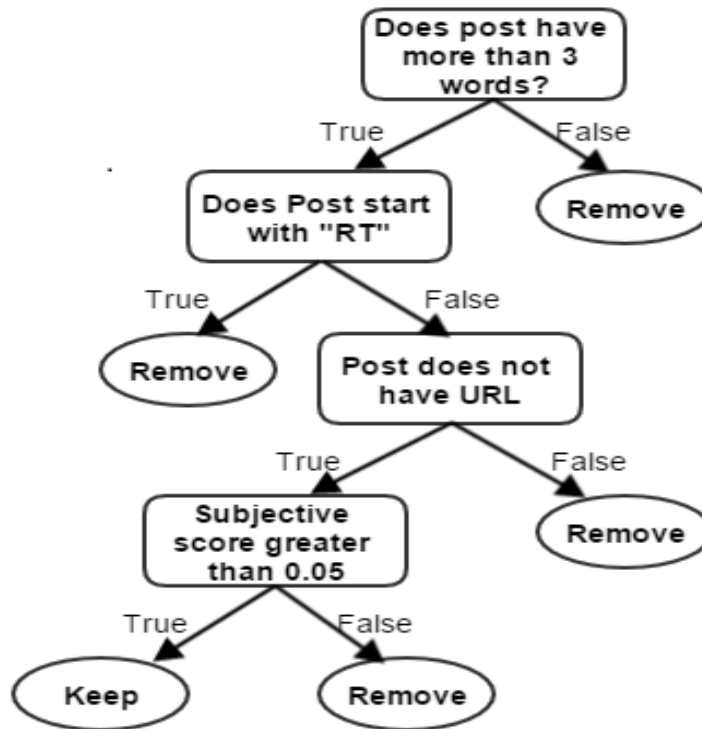 Does post have
more than 3
words?
True
False
Does Post start
with "RT"
Remove
True
False
Remove
Post does not
have URL
True
False
Subjective
score greater
than 0.05
Remove
True
False
Keep
Remove